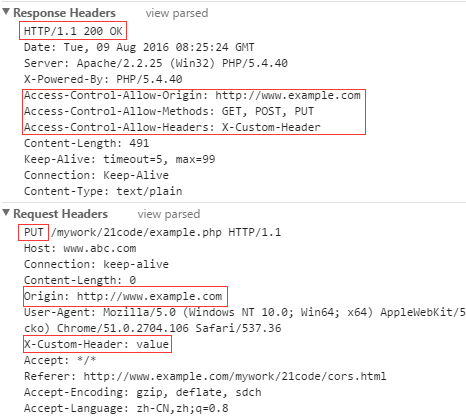 Response Headers view parsed
HTTP/1.1 200 OK
Date: Tue, 09 Aug 2016 08:25:24 GMT
Server: Apache/2.2.25 (Win32) PHP/5.4.40
X-Powered-By: PHP/5.4.40
Access-Control-Allow-Origin: http://www.example.com
Access-Control-Allow-Methods: GET, POST, PUT
Access-Control-Allow-Headers: X-Custom-Header
Content-Length: 491
Keep-Alive: timeout=5, max=99
Connection: Keep-Alive
Content-Type: text/plain
Request Headers view parsed
PUT /mywork/21code/example.php HTTP/1.1
Host: www.abc.com
Connection: keep-alive
Content-Length: 0
Origin: http://www.example.com
User-Agent: Mozilla/5.0 (Windows NT 10.0; Win64; x64) AppleWebKit/5
cko) Chrome/51.0.2704.106 Safari/537.36
X-Custom-Header: value
Accept: */*
Referer: http://www.example.com/mywork/21code/cors.html
Accept-Encoding: gzip, deflate, sdch
Accept-Language: zh-CN,zh;q=0.8